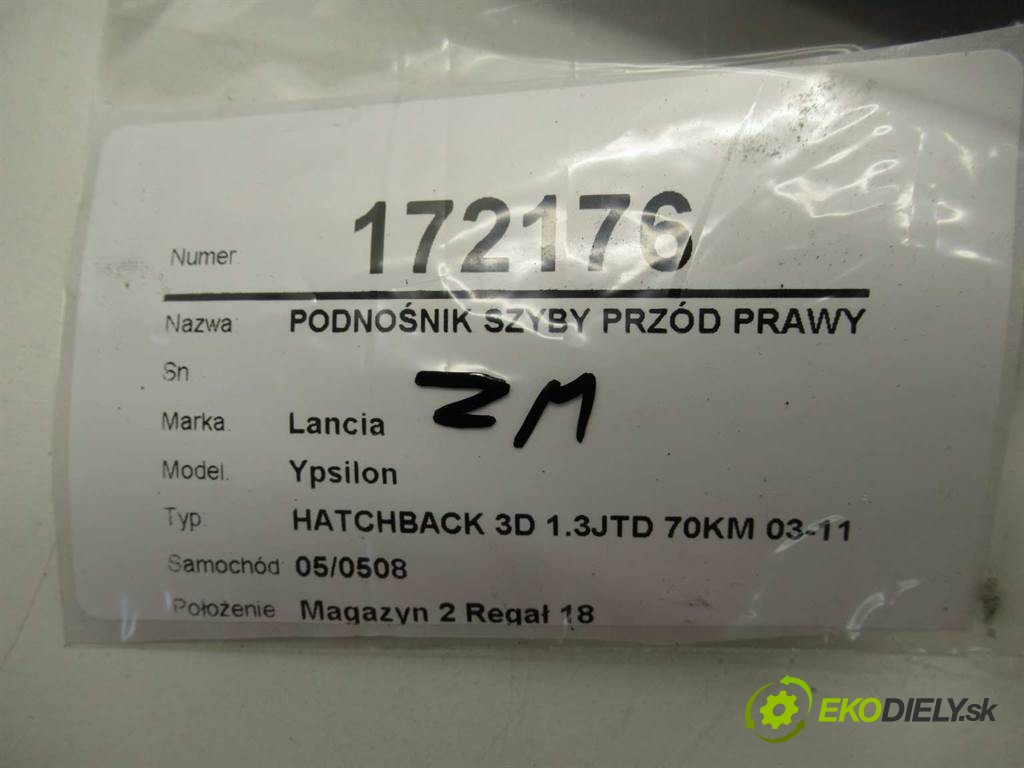 Numer 172176
Nazwa PODNOŚNIK SZYBY PRZÓD PRAWY
Sn
ZM
Marka. Lancia
Model. Ypsilon
Typ: HATCHBACK 3D 1.3JTD 70KM 03-11
Samochód 05/0508
Położenie Magazyn 2 Regał 18
EKODIELY.sk